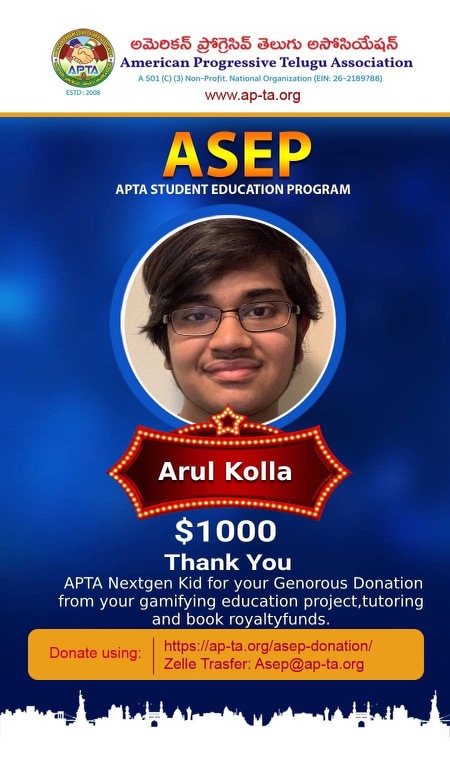 అమెరికన్ ప్రోగ్రెసివ్ తెలుగు అసోసియేషన్
American Progressive Telugu Association
A 501 (C) (3) Non-Profit, National Organization (EIN: 26-2189788)
www.ap-ta.org
APTA
ESTD : 2008
ASEP
APTA STUDENT EDUCATION PROGRAM
Arul Kolla
$1000
Thank You
APTA Nextgen Kid for your Genorous Donation
from your gamifying education project,tutoring
and book royaltyfunds.
Donate using:
https://ap-ta.org/asep-donation/
Zelle Trasfer: Asep@ap-ta.org